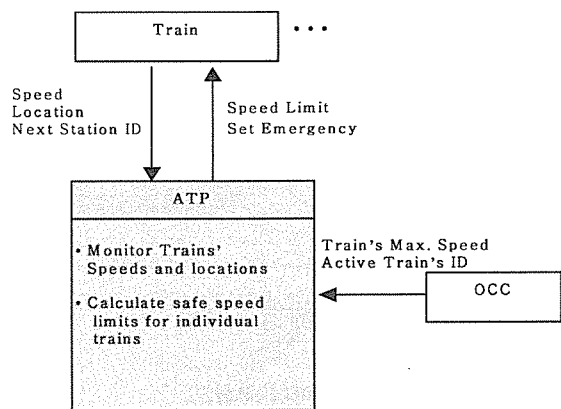 Train
• • •
Speed
Location
Next Station ID
Speed Limit
Set Emergency
ATP
• Monitor Trains'
Speeds and locations
• Calculate safe speed
limits for individual
trains
Train's Max. Speed
Active Train's ID
OCC